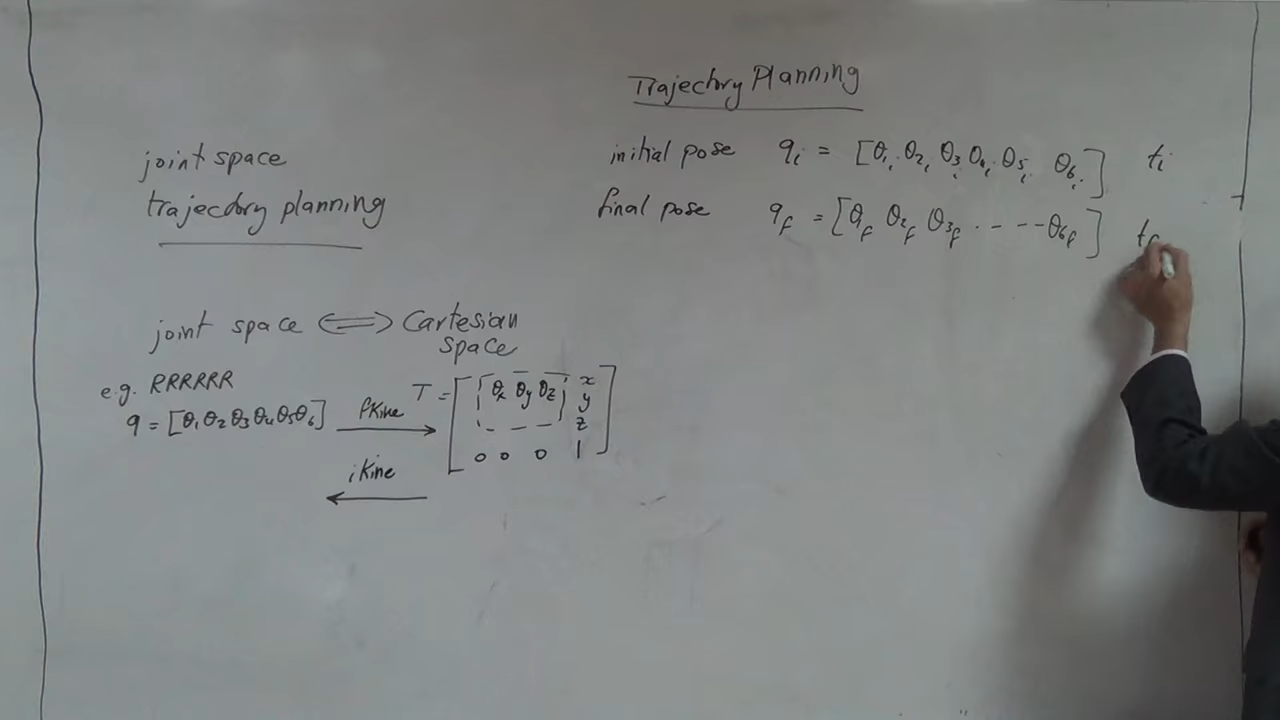 Trajectory Planning
initial pose qᵢ = [θ₁ᵢ θ₂ᵢ θ₃ᵢ θ₄ᵢ θ₅ᵢ θ₆ᵢ] tᵢ
final pose q_f = [θ₁f θ₂f θ₃f . - - - θ₆f] t_f
joint space
trajectory planning
joint space ⟺ Cartesian
space
e.g. RRRRRR
q = [θ₁ θ₂ θ₃ θ₄ θ₅ θ₆]
fkine
ikine
T = [θx θy θz x
y
z
0 0 0 1]